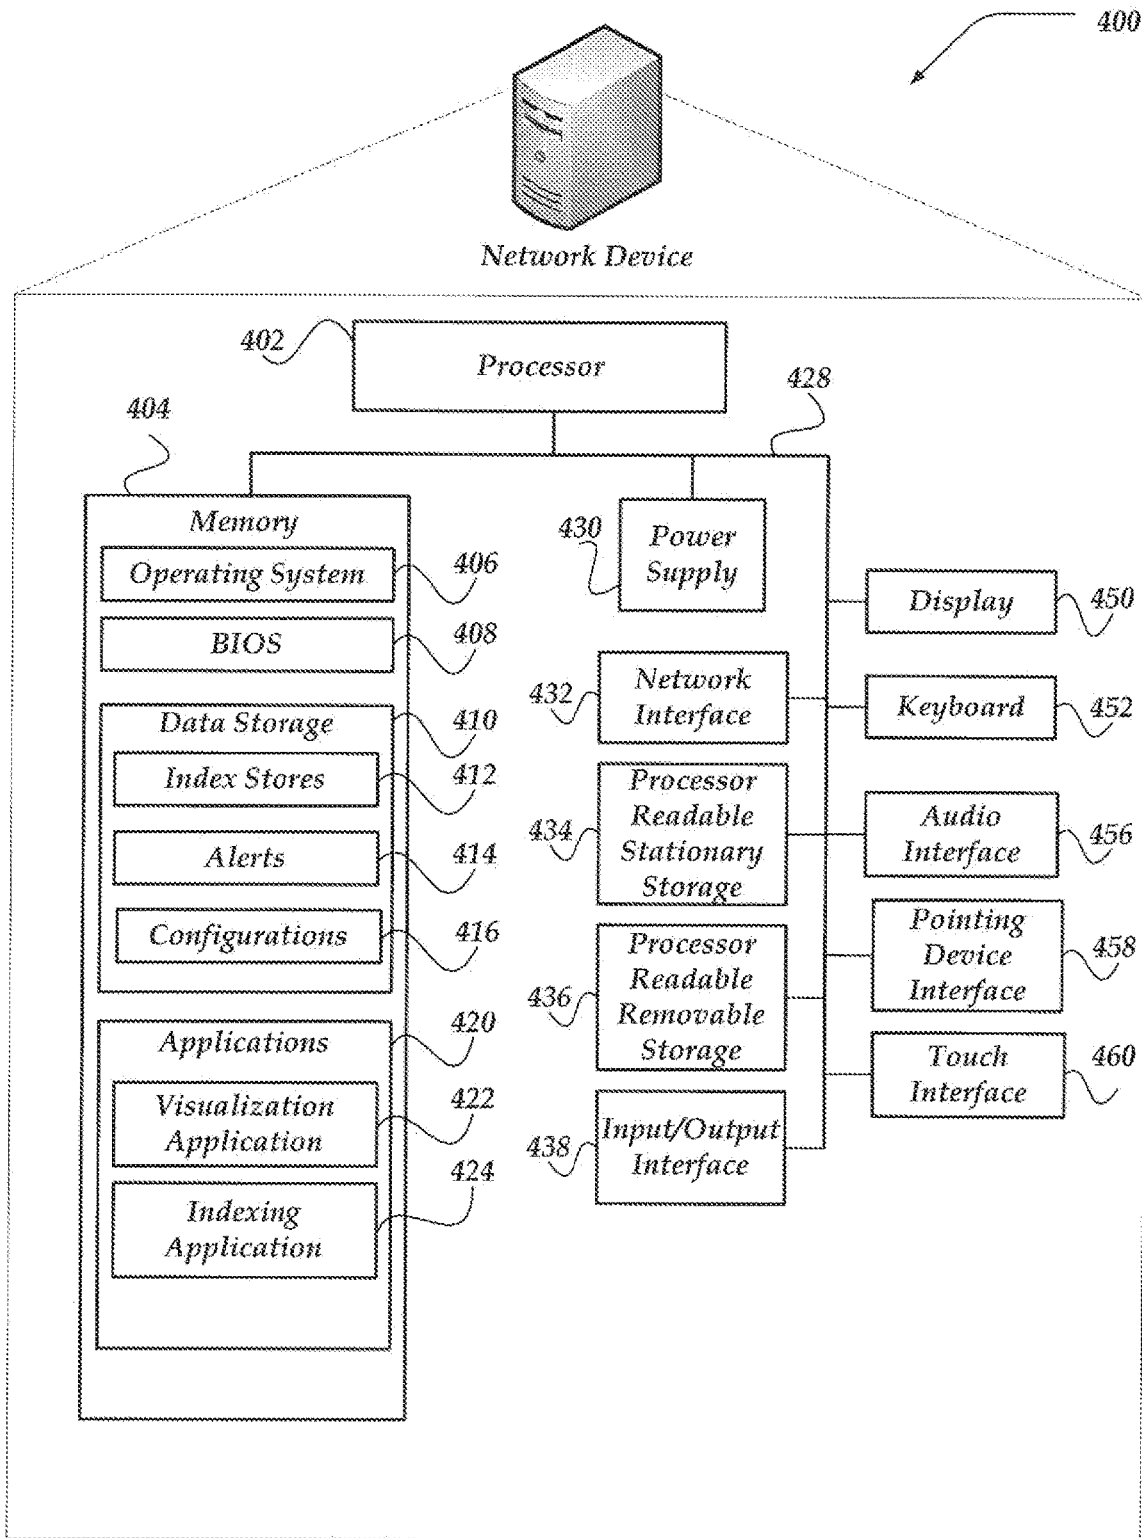 400
Network Device
402
Processor
428
404
Memory
Operating System
406
BIOS
408
Data Storage
410
Index Stores
412
Alerts
414
Configurations
416
Applications
420
Visualization
Application
422
Indexing
Application
424
430
Power
Supply
432
Network
Interface
434
Processor
Readable
Stationary
Storage
436
Processor
Readable
Removable
Storage
438
Input/Output
Interface
Display
450
Keyboard
452
Audio
Interface
456
Pointing
Device
Interface
458
Touch
Interface
460